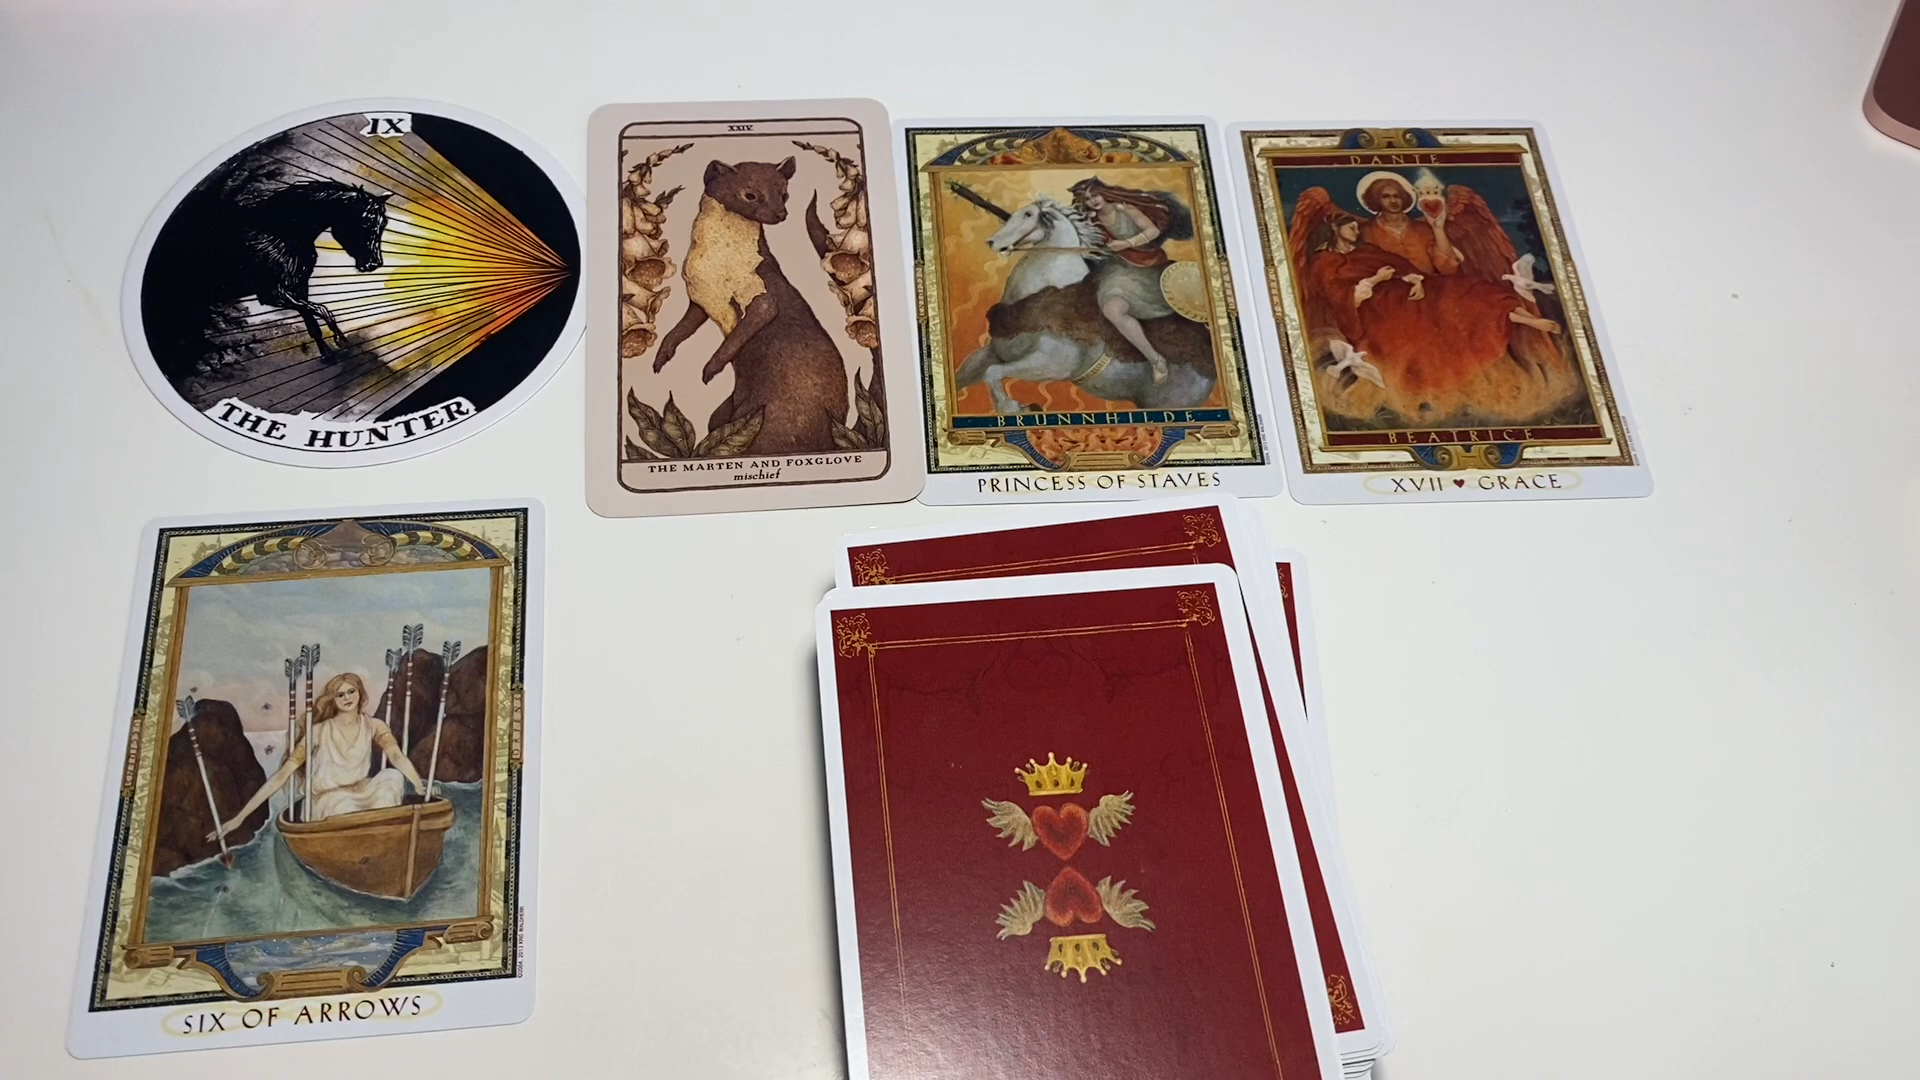 IX
THE HUNTER
XXIV
THE MARTEN AND FOXGLOVE
mischief
BRUNNHILDE
PRINCESS OF STAVES
DANTE
BEATRICE
XVII ♥ GRACE
SIX OF ARROWS